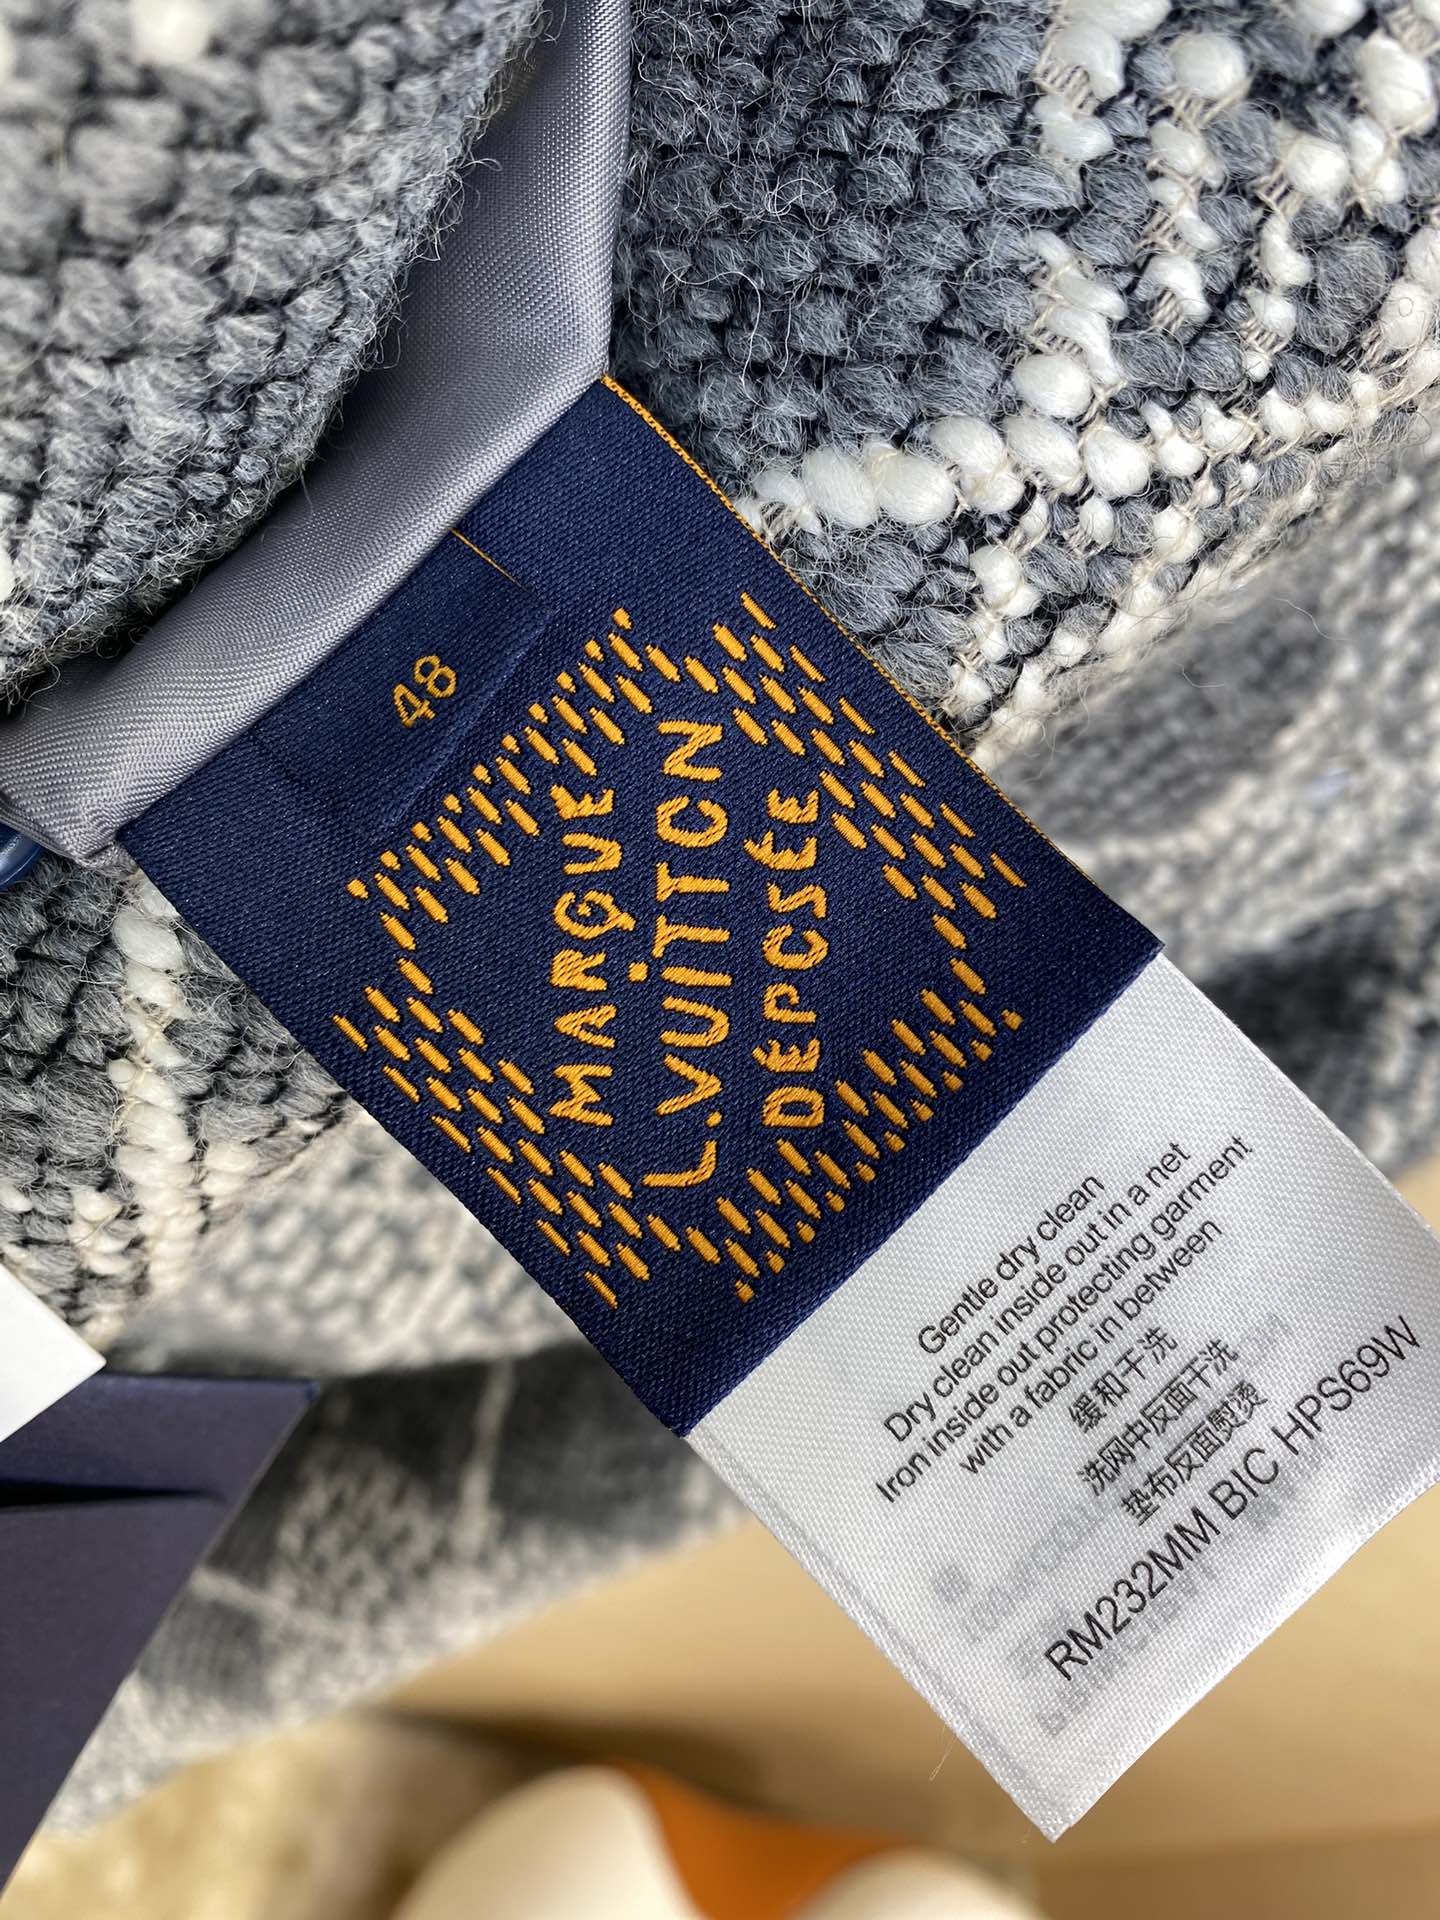 48
MARQUE
L.VUITTON
DÉPOSÉE
Gentle dry clean
Dry clean inside out in a net
Iron inside out protecting garment
with a fabric in between
缓和干洗
洗网中反面干洗
垫布反面熨烫
RM232MM BIC HPS69W